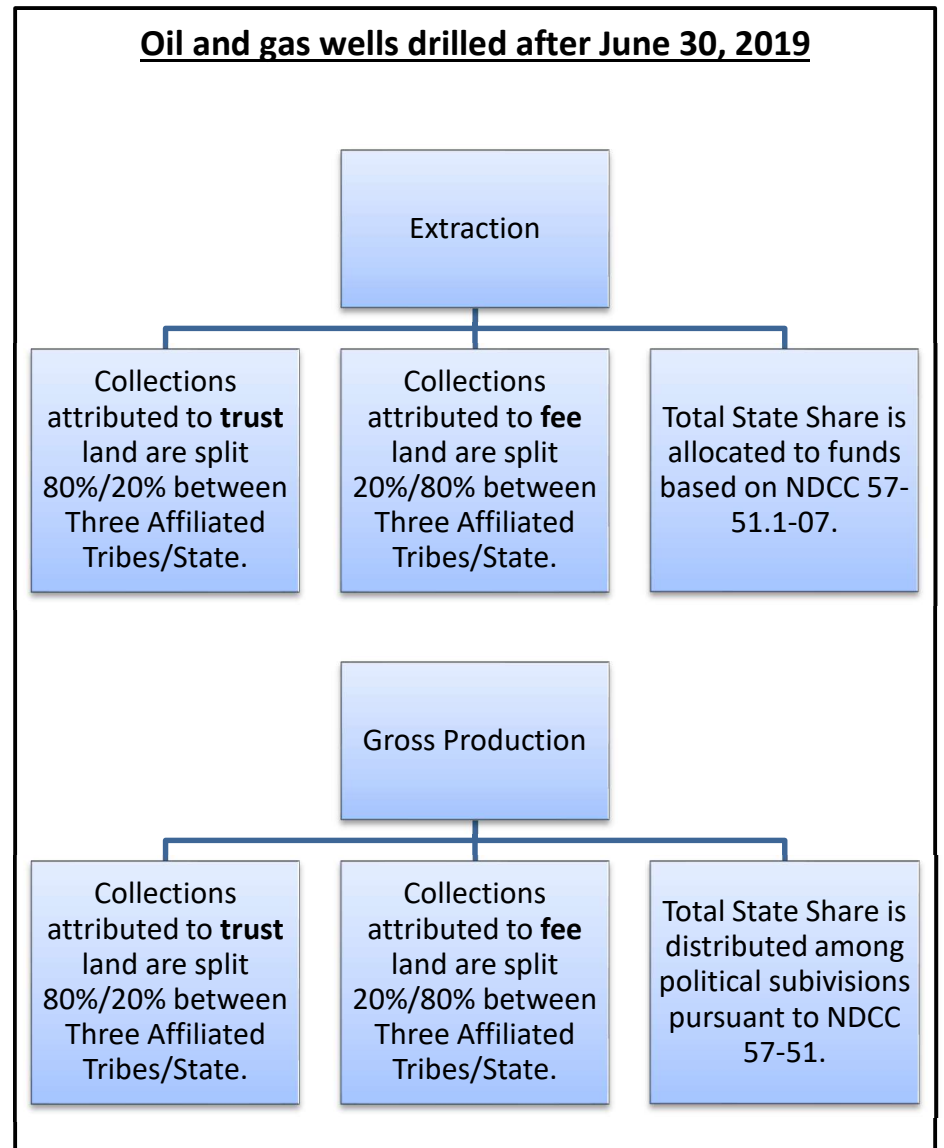 Oil and gas wells drilled after June 30, 2019
Extraction
Collections
attributed to trust
land are split
80%/20% between
Three Affiliated
Tribes/State.
Collections
attributed to fee
land are split
20%/80% between
Three Affiliated
Tribes/State.
Total State Share is
allocated to funds
based on NDCC 57-
51.1-07.
Gross Production
Collections
attributed to trust
land are split
80%/20% between
Three Affiliated
Tribes/State.
Collections
attributed to fee
land are split
20%/80% between
Three Affiliated
Tribes/State.
Total State Share is
distributed among
political subivisions
pursuant to NDCC
57-51.